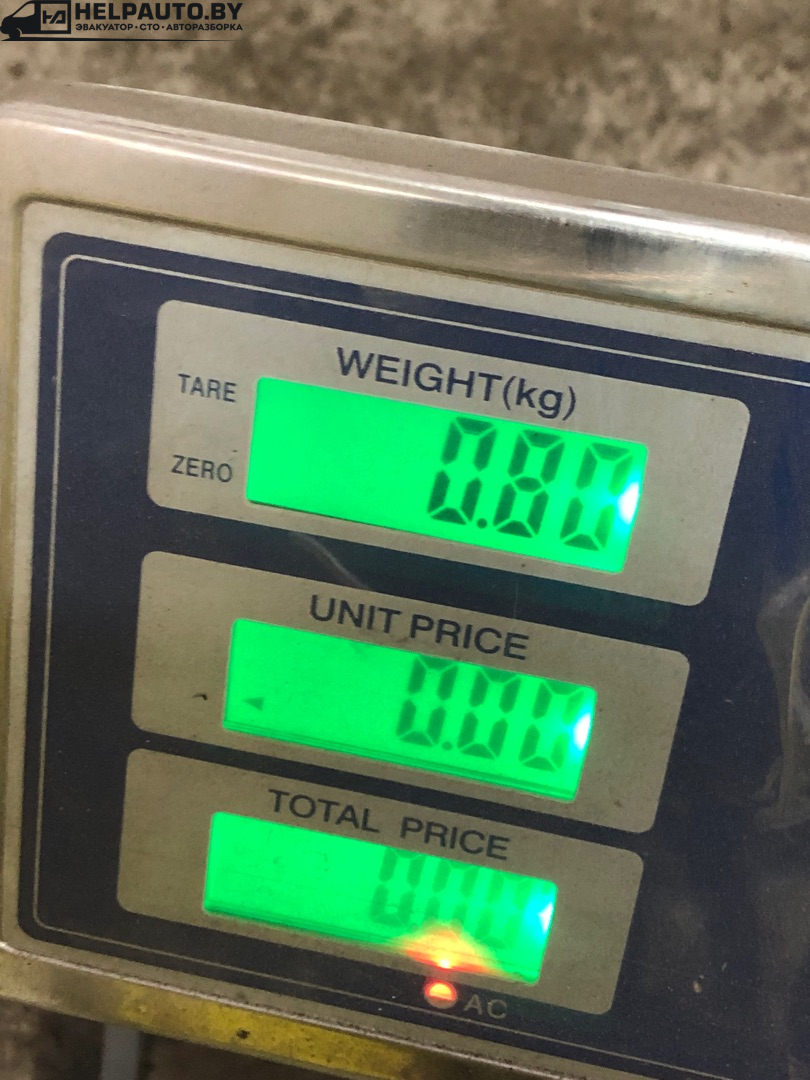 HELPAUTO.BY
ЭВАКУАТОР·СТО·АВТОРАЗБОРКА
WEIGHT(kg)
TARE
0.80
ZERO
UNIT PRICE
0.00
TOTAL PRICE
AC